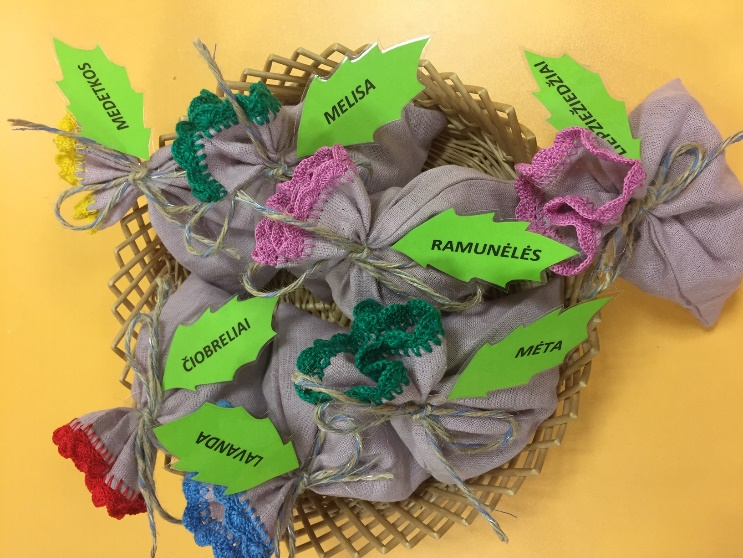 MEDETKOS
MELISA
LIEPŽIEDŽIAI
RAMUNĖLĖS
ČIOBRELIAI
MĖTA
LAVANDA